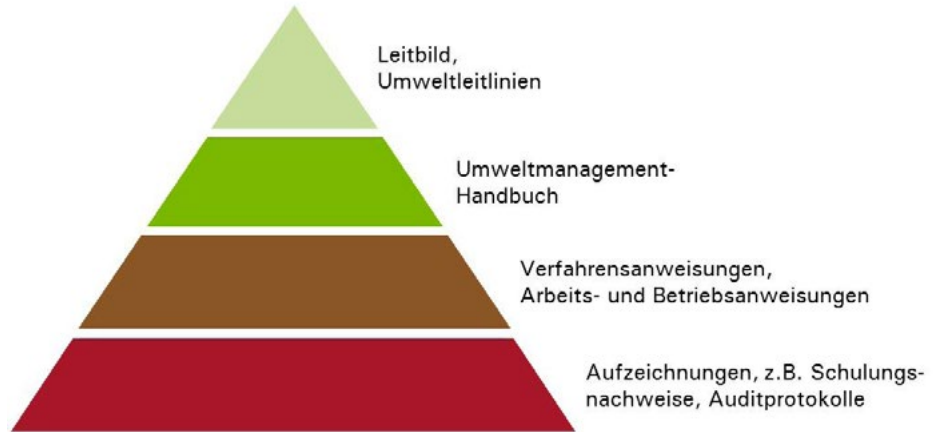 Leitbild,
Umweltleitlinien
Umweltmanagement-
Handbuch
Verfahrensanweisungen,
Arbeits- und Betriebsanweisungen
Aufzeichnungen, z.B. Schulungs-
nachweise, Auditprotokolle